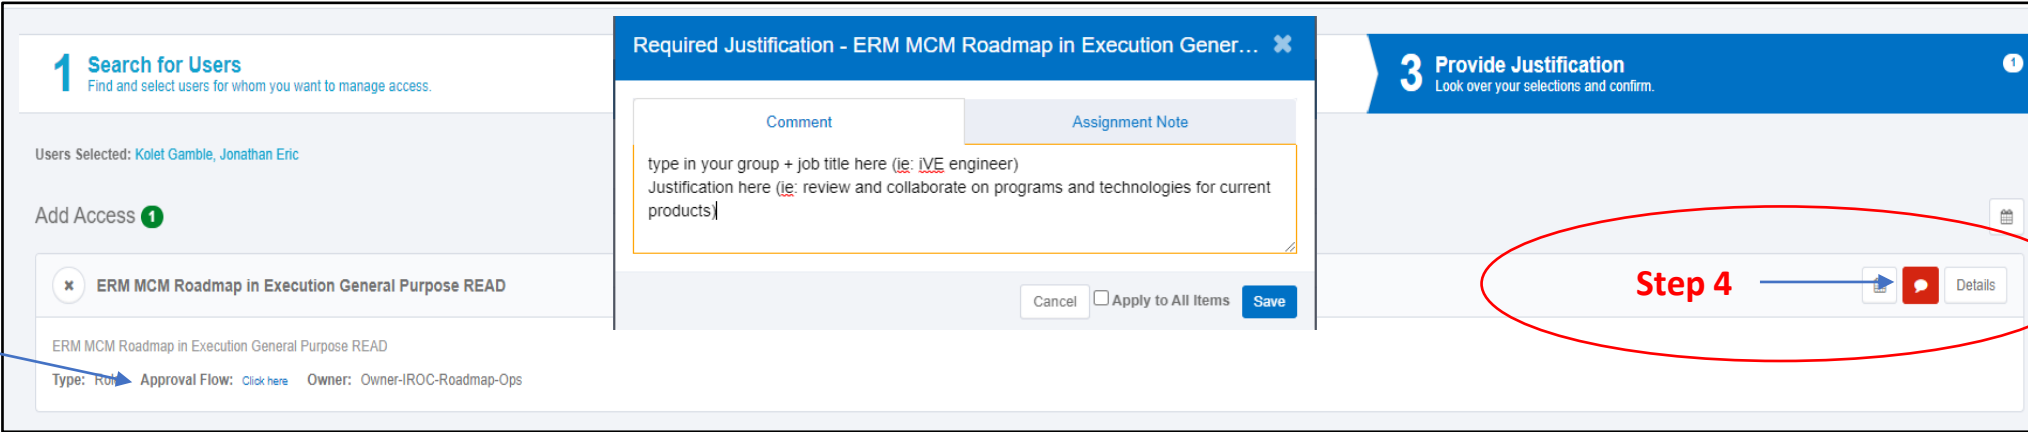 1 Search for Users
Find and select users for whom you want to manage access.
Required Justification - ERM MCM Roadmap in Execution Gener...
3 Provide Justification
Look over your selections and confirm.
1
Comment
Assignment Note
type in your group + job title here (ie: iVE engineer)
Justification here (ie: review and collaborate on programs and technologies for current
products)
Users Selected: Kolet Gamble, Jonathan Eric
Add Access 1
Cancel
Apply to All Items
Save
ERM MCM Roadmap in Execution General Purpose READ
Step 4
Details
ERM MCM Roadmap in Execution General Purpose READ
Type: Approval Flow: Click here Owner: Owner-IROC-Roadmap-Ops